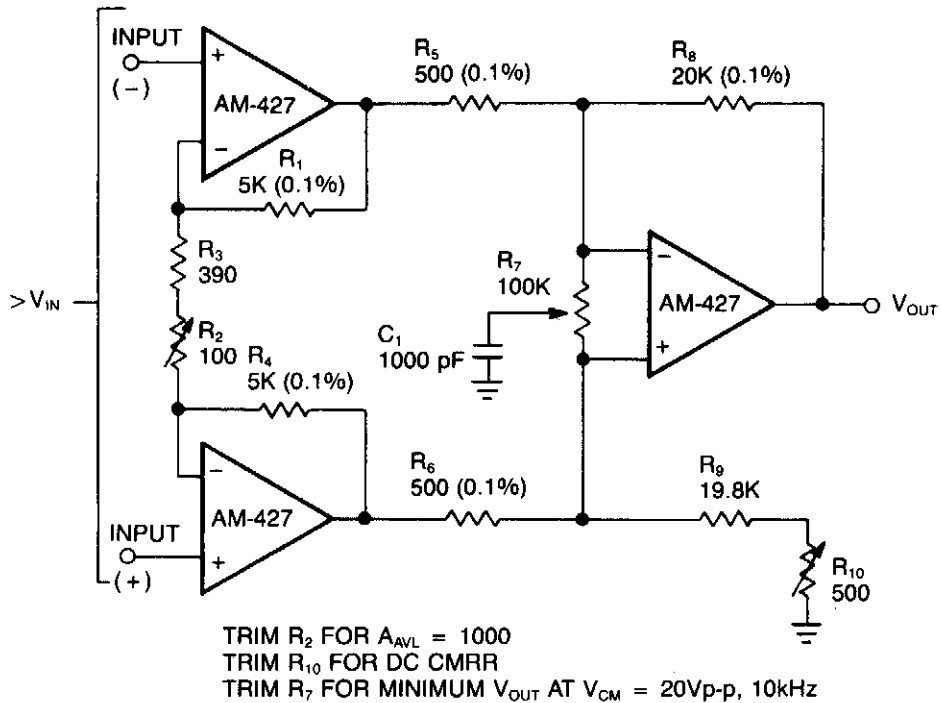 INPUT
(-)
+
AM-427
-
R5
500 (0.1%)
R8
20K (0.1%)
R1
5K (0.1%)
R3
390
>VIN
R2
100
R4
5K (0.1%)
R7
100K
C1
1000 pF
-
AM-427
+
VOUT
-
AM-427
+
INPUT
(+)
R6
500 (0.1%)
R9
19.8K
R10
500
TRIM R2 FOR AAVL = 1000
TRIM R10 FOR DC CMRR
TRIM R7 FOR MINIMUM VOUT AT VCM = 20Vp-p, 10kHz